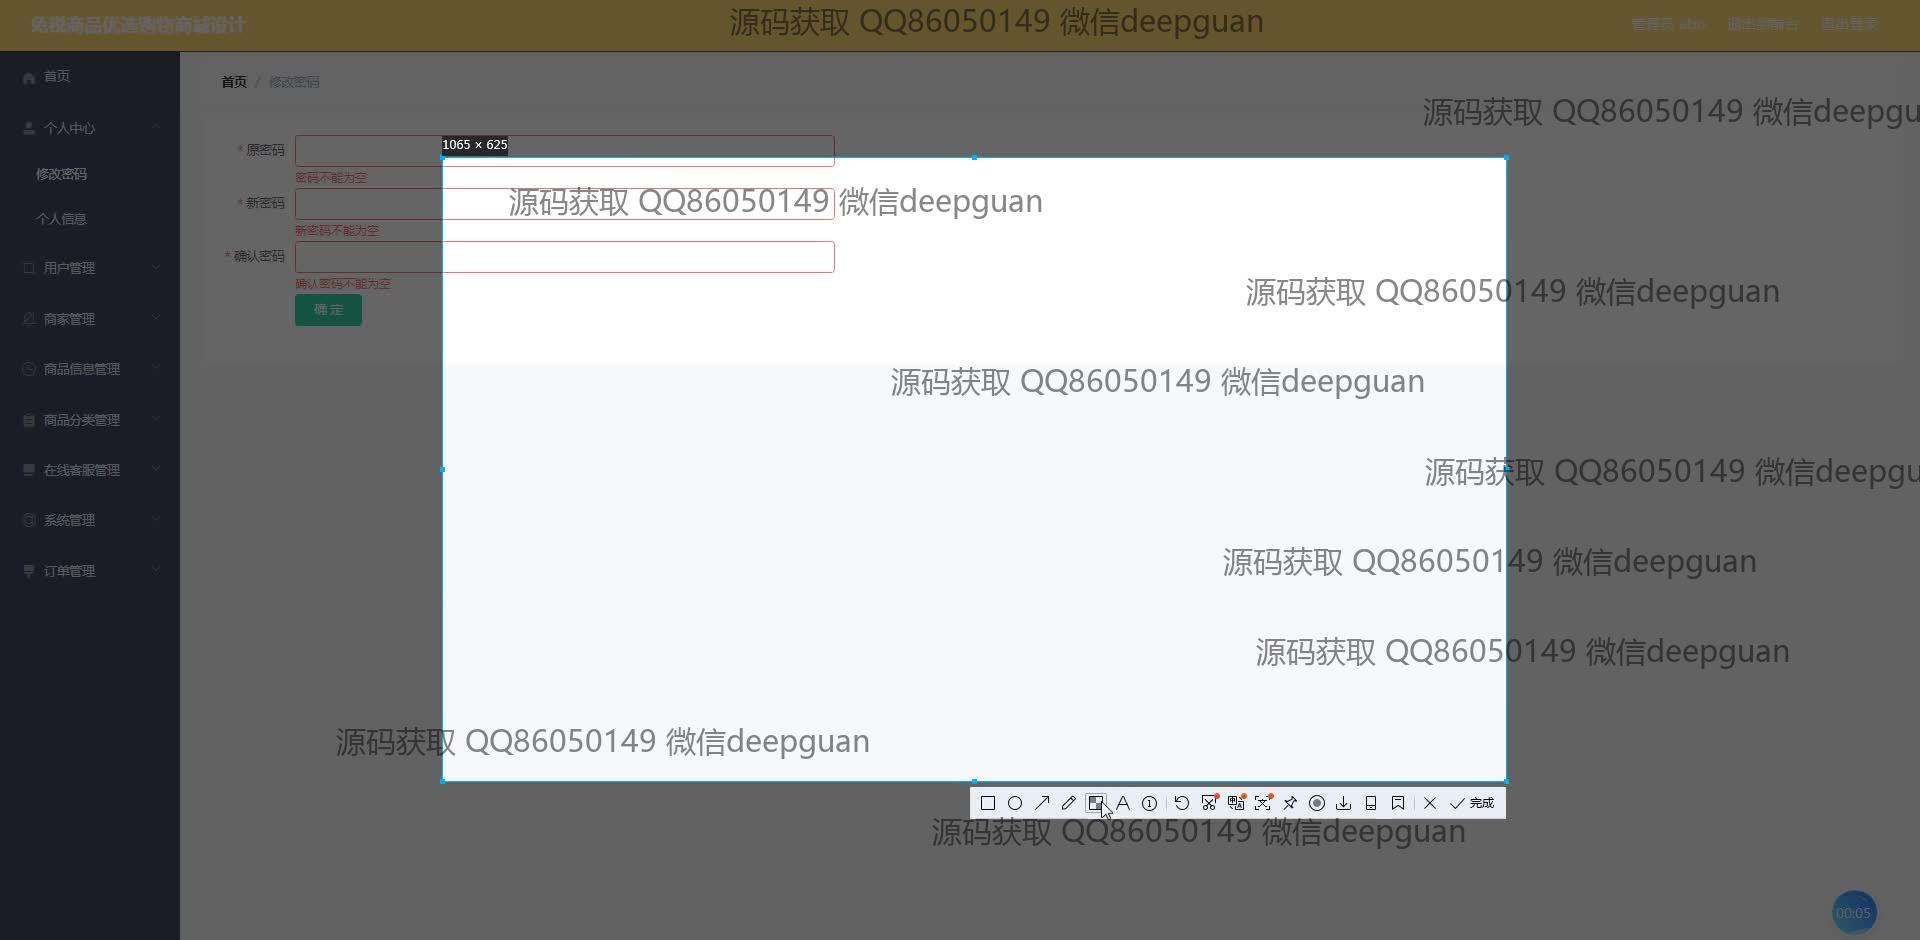 免税商品优选购物商城设计
源码获取 QQ86050149 微信deepguan
管理员 abo 退出到前台 退出登录
首页
首页 / 修改密码
源码获取 QQ86050149 微信deepgu
个人中心
* 原密码
1065 × 625
密码不能为空
修改密码
* 新密码
源码获取 QQ86050149 微信deepguan
个人信息
新密码不能为空
* 确认密码
用户管理
确认密码不能为空
源码获取 QQ86050149 微信deepguan
确定
商家管理
商品信息管理
源码获取 QQ86050149 微信deepguan
商品分类管理
在线客服管理
源码获取 QQ86050149 微信deepgu
系统管理
订单管理
源码获取 QQ86050149 微信deepguan
源码获取 QQ86050149 微信deepguan
源码获取 QQ86050149 微信deepguan
完成
源码获取 QQ86050149 微信deepguan
00:05